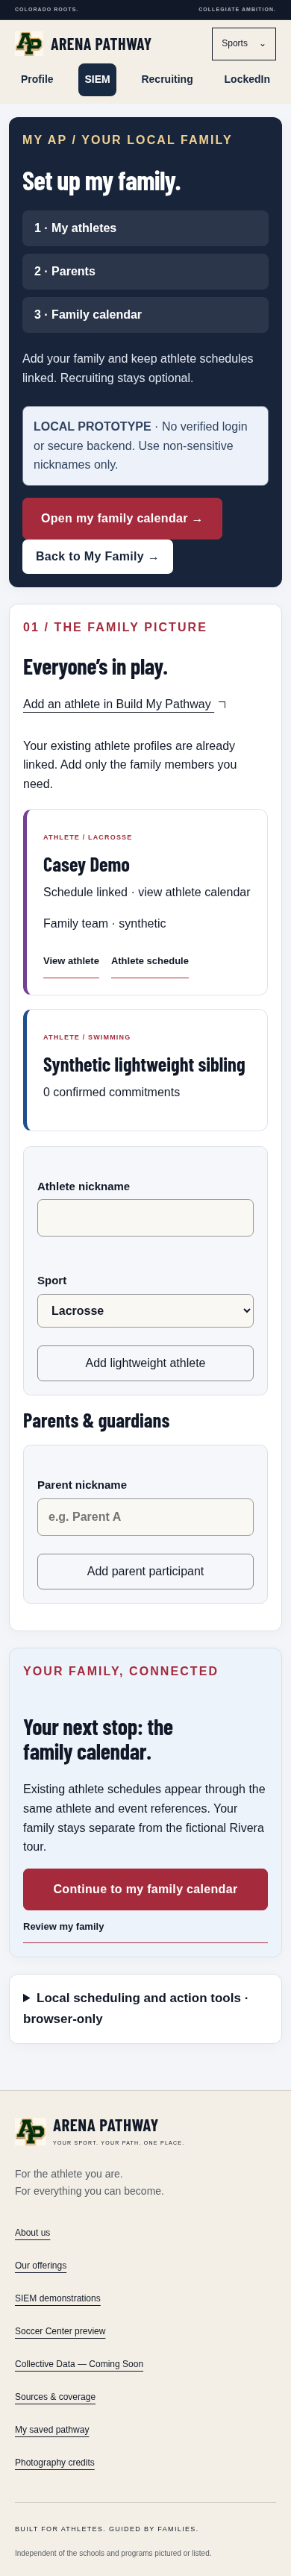 COLORADO ROOTS.
COLLEGIATE AMBITION.
AP
ARENA PATHWAY
Sports
Profile
SIEM
Recruiting
LockedIn
MY AP / YOUR LOCAL FAMILY
Set up my family.
1 · My athletes
2 · Parents
3 · Family calendar
Add your family and keep athlete schedules
linked. Recruiting stays optional.
LOCAL PROTOTYPE · No verified login
or secure backend. Use non-sensitive
nicknames only.
Open my family calendar →
Back to My Family →
01 / THE FAMILY PICTURE
Everyone’s in play.
Add an athlete in Build My Pathway
Your existing athlete profiles are already
linked. Add only the family members you
need.
ATHLETE / LACROSSE
Casey Demo
Schedule linked · view athlete calendar
Family team · synthetic
View athlete
Athlete schedule
ATHLETE / SWIMMING
Synthetic lightweight sibling
0 confirmed commitments
Athlete nickname
Sport
Lacrosse
Add lightweight athlete
Parents & guardians
Parent nickname
e.g. Parent A
Add parent participant
YOUR FAMILY, CONNECTED
Your next stop: the
family calendar.
Existing athlete schedules appear through the
same athlete and event references. Your
family stays separate from the fictional Rivera
tour.
Continue to my family calendar
Review my family
Local scheduling and action tools ·
browser-only
AP
ARENA PATHWAY
YOUR SPORT. YOUR PATH. ONE PLACE.
For the athlete you are.
For everything you can become.
About us
Our offerings
SIEM demonstrations
Soccer Center preview
Collective Data — Coming Soon
Sources & coverage
My saved pathway
Photography credits
BUILT FOR ATHLETES. GUIDED BY FAMILIES.
Independent of the schools and programs pictured or listed.